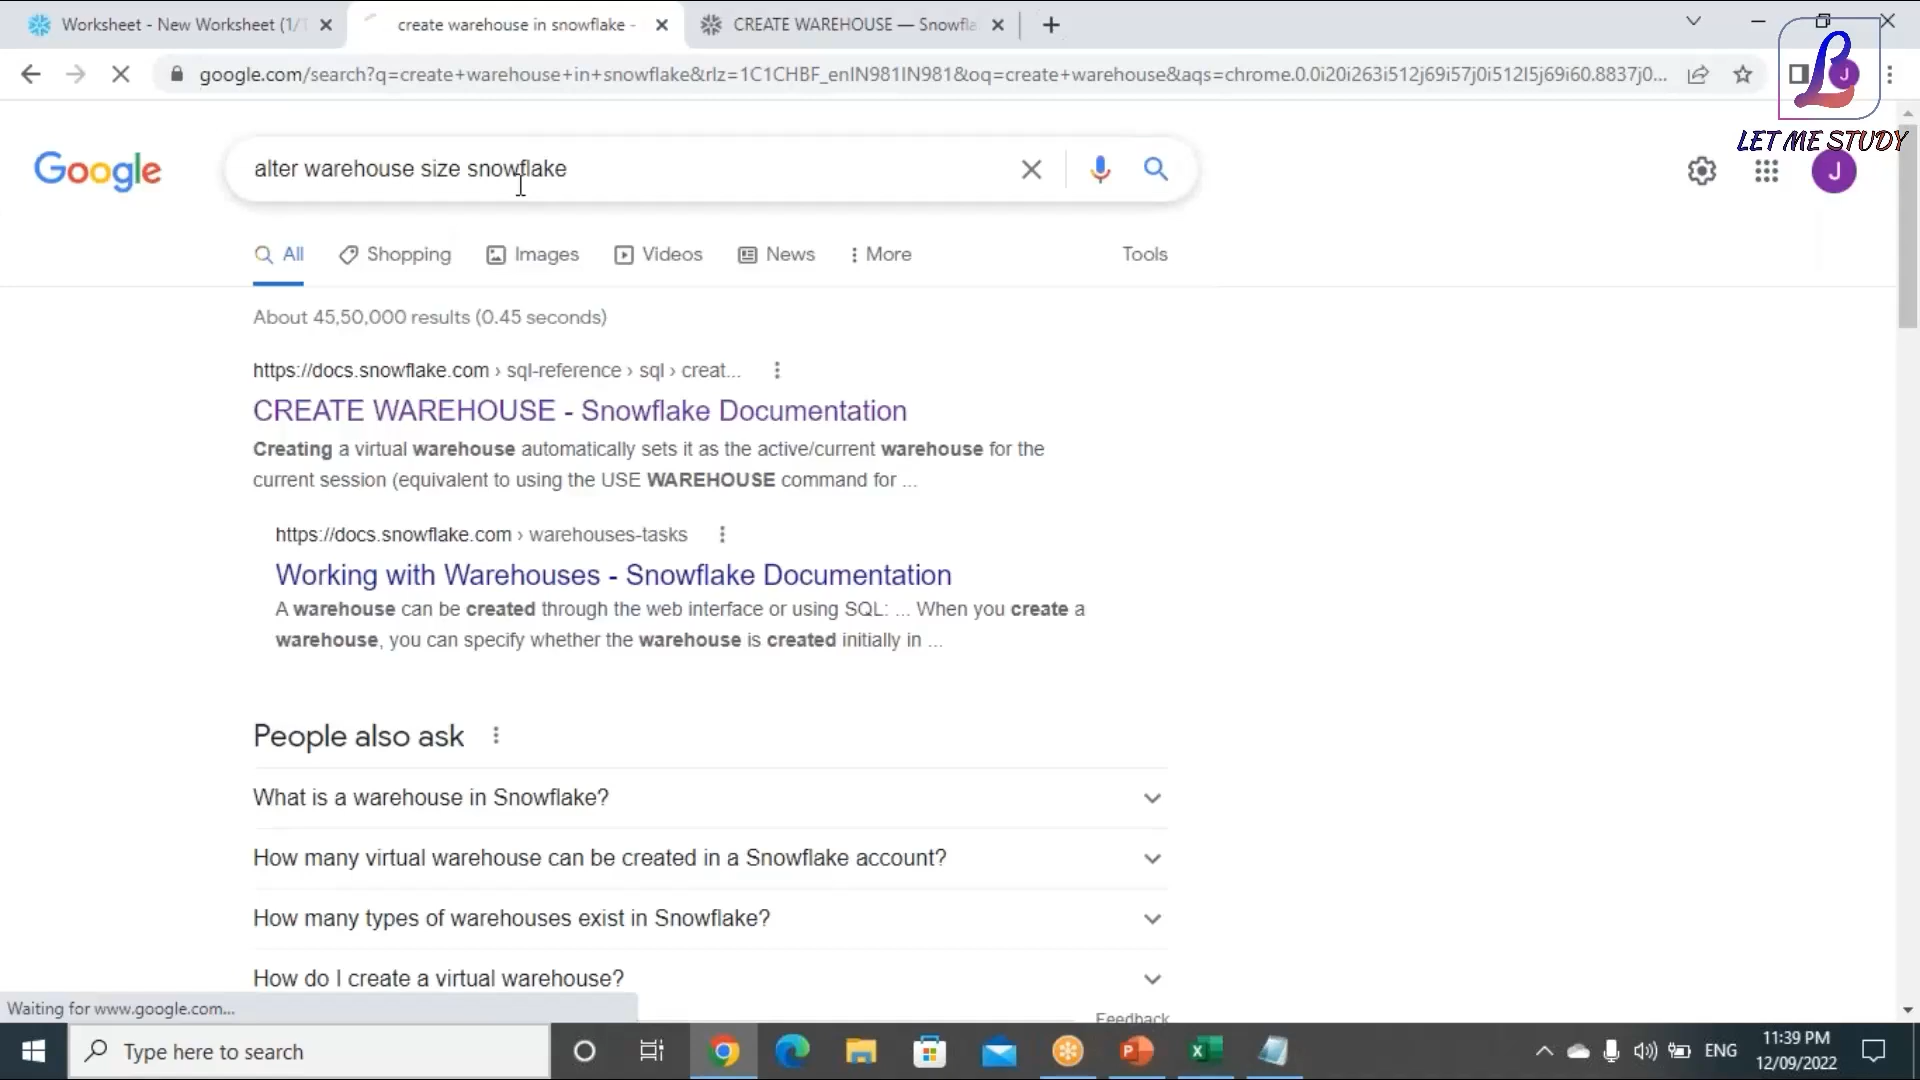 Worksheet - New Worksheet (1/1
create warehouse in snowflake -
CREATE WAREHOUSE — Snowfla
google.com/search?q=create+warehouse+in+snowflake&rlz=1C1CHBF_enIN981IN981&oq=create+warehouse&aqs=chrome.0.0i20i263i512j69i57j0i512l5j69i60.8837j0...
J
LET ME STUDY
Google
alter warehouse size snowflake
J
All
Shopping
Images
Videos
News
More
Tools
About 45,50,000 results (0.45 seconds)
https://docs.snowflake.com › sql-reference › sql › creat...
CREATE WAREHOUSE - Snowflake Documentation
Creating a virtual warehouse automatically sets it as the active/current warehouse for the
current session (equivalent to using the USE WAREHOUSE command for ...
https://docs.snowflake.com › warehouses-tasks
Working with Warehouses - Snowflake Documentation
A warehouse can be created through the web interface or using SQL: ... When you create a
warehouse, you can specify whether the warehouse is created initially in ...
People also ask
What is a warehouse in Snowflake?
How many virtual warehouse can be created in a Snowflake account?
How many types of warehouses exist in Snowflake?
How do I create a virtual warehouse?
Feedback
Waiting for www.google.com...
Type here to search
ENG
11:39 PM
12/09/2022